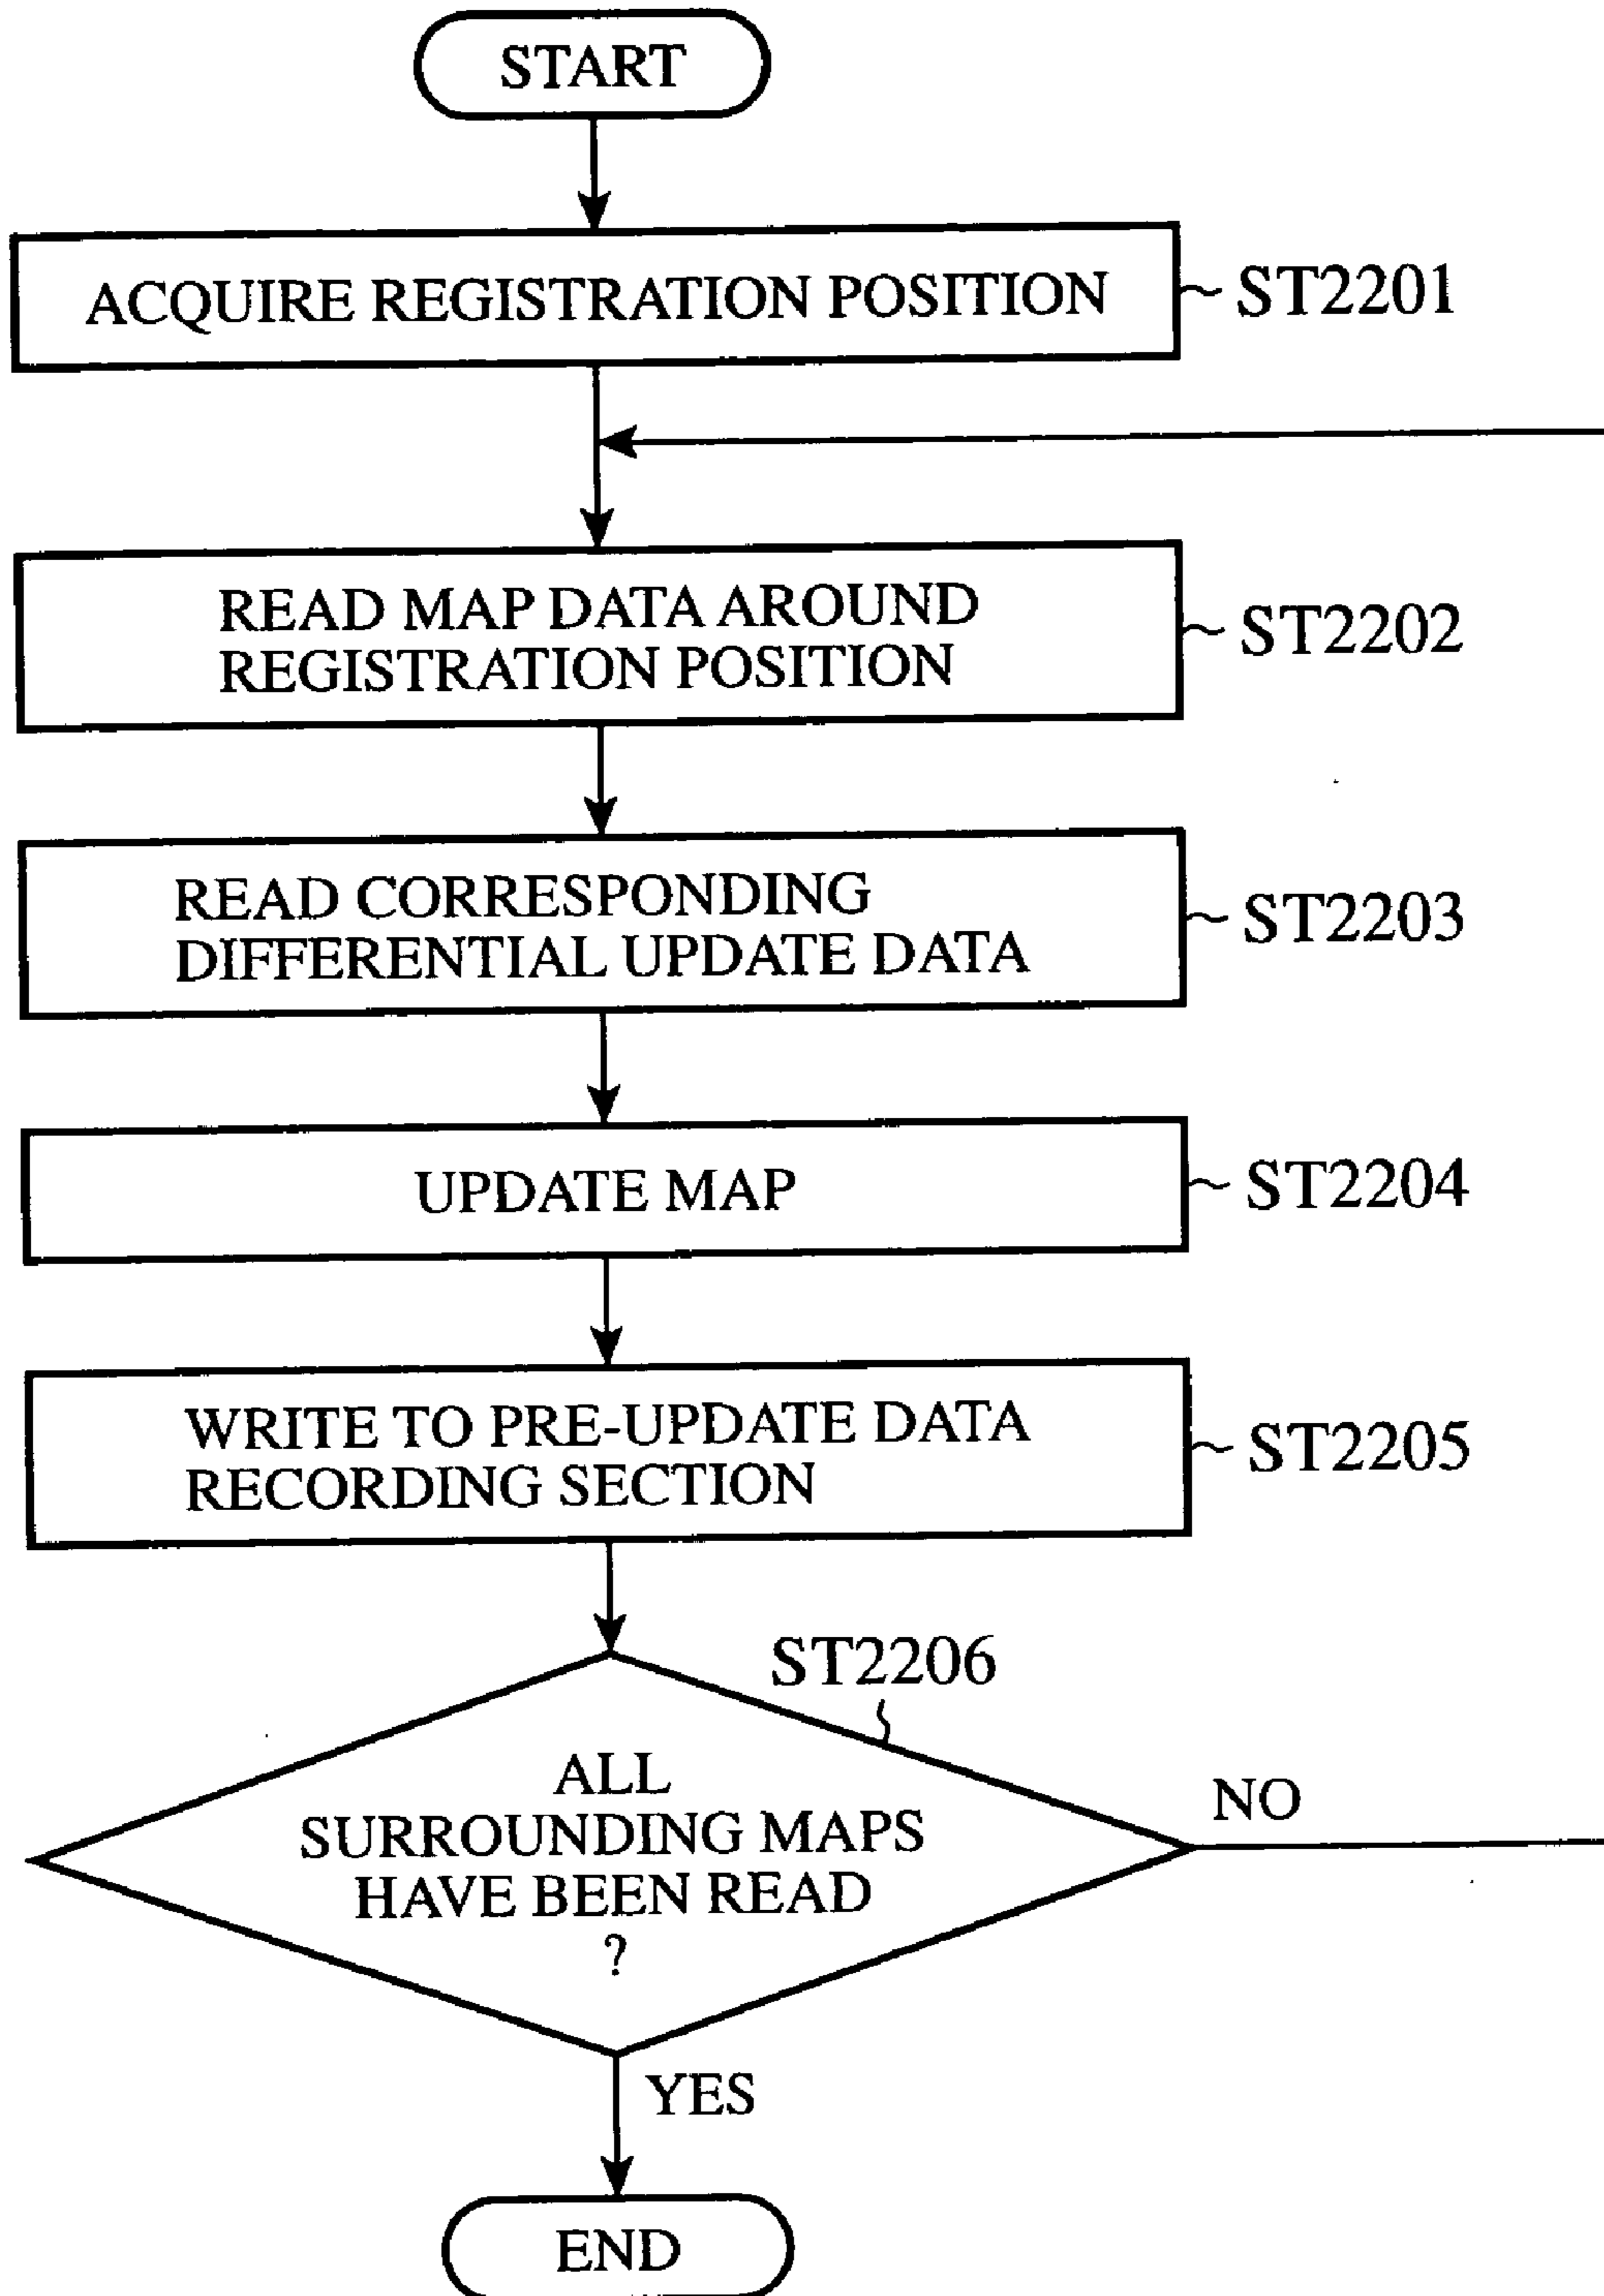 START
ACQUIRE REGISTRATION POSITION
ST2201
READ MAP DATA AROUND
REGISTRATION POSITION
ST2202
READ CORRESPONDING
DIFFERENTIAL UPDATE DATA
ST2203
UPDATE MAP
ST2204
WRITE TO PRE-UPDATE DATA
RECORDING SECTION
ST2205
ST2206
ALL
SURROUNDING MAPS
HAVE BEEN READ
?
NO
YES
END